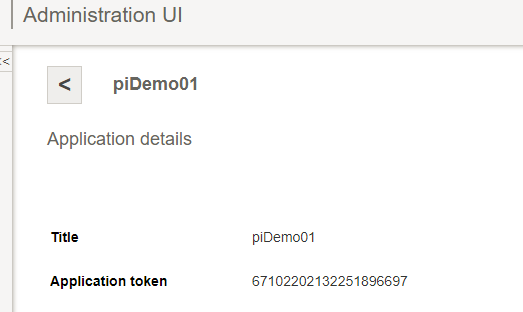 Administration UI
<
< piDemo01
Application details
Title piDemo01
Application token 67102202132251896697